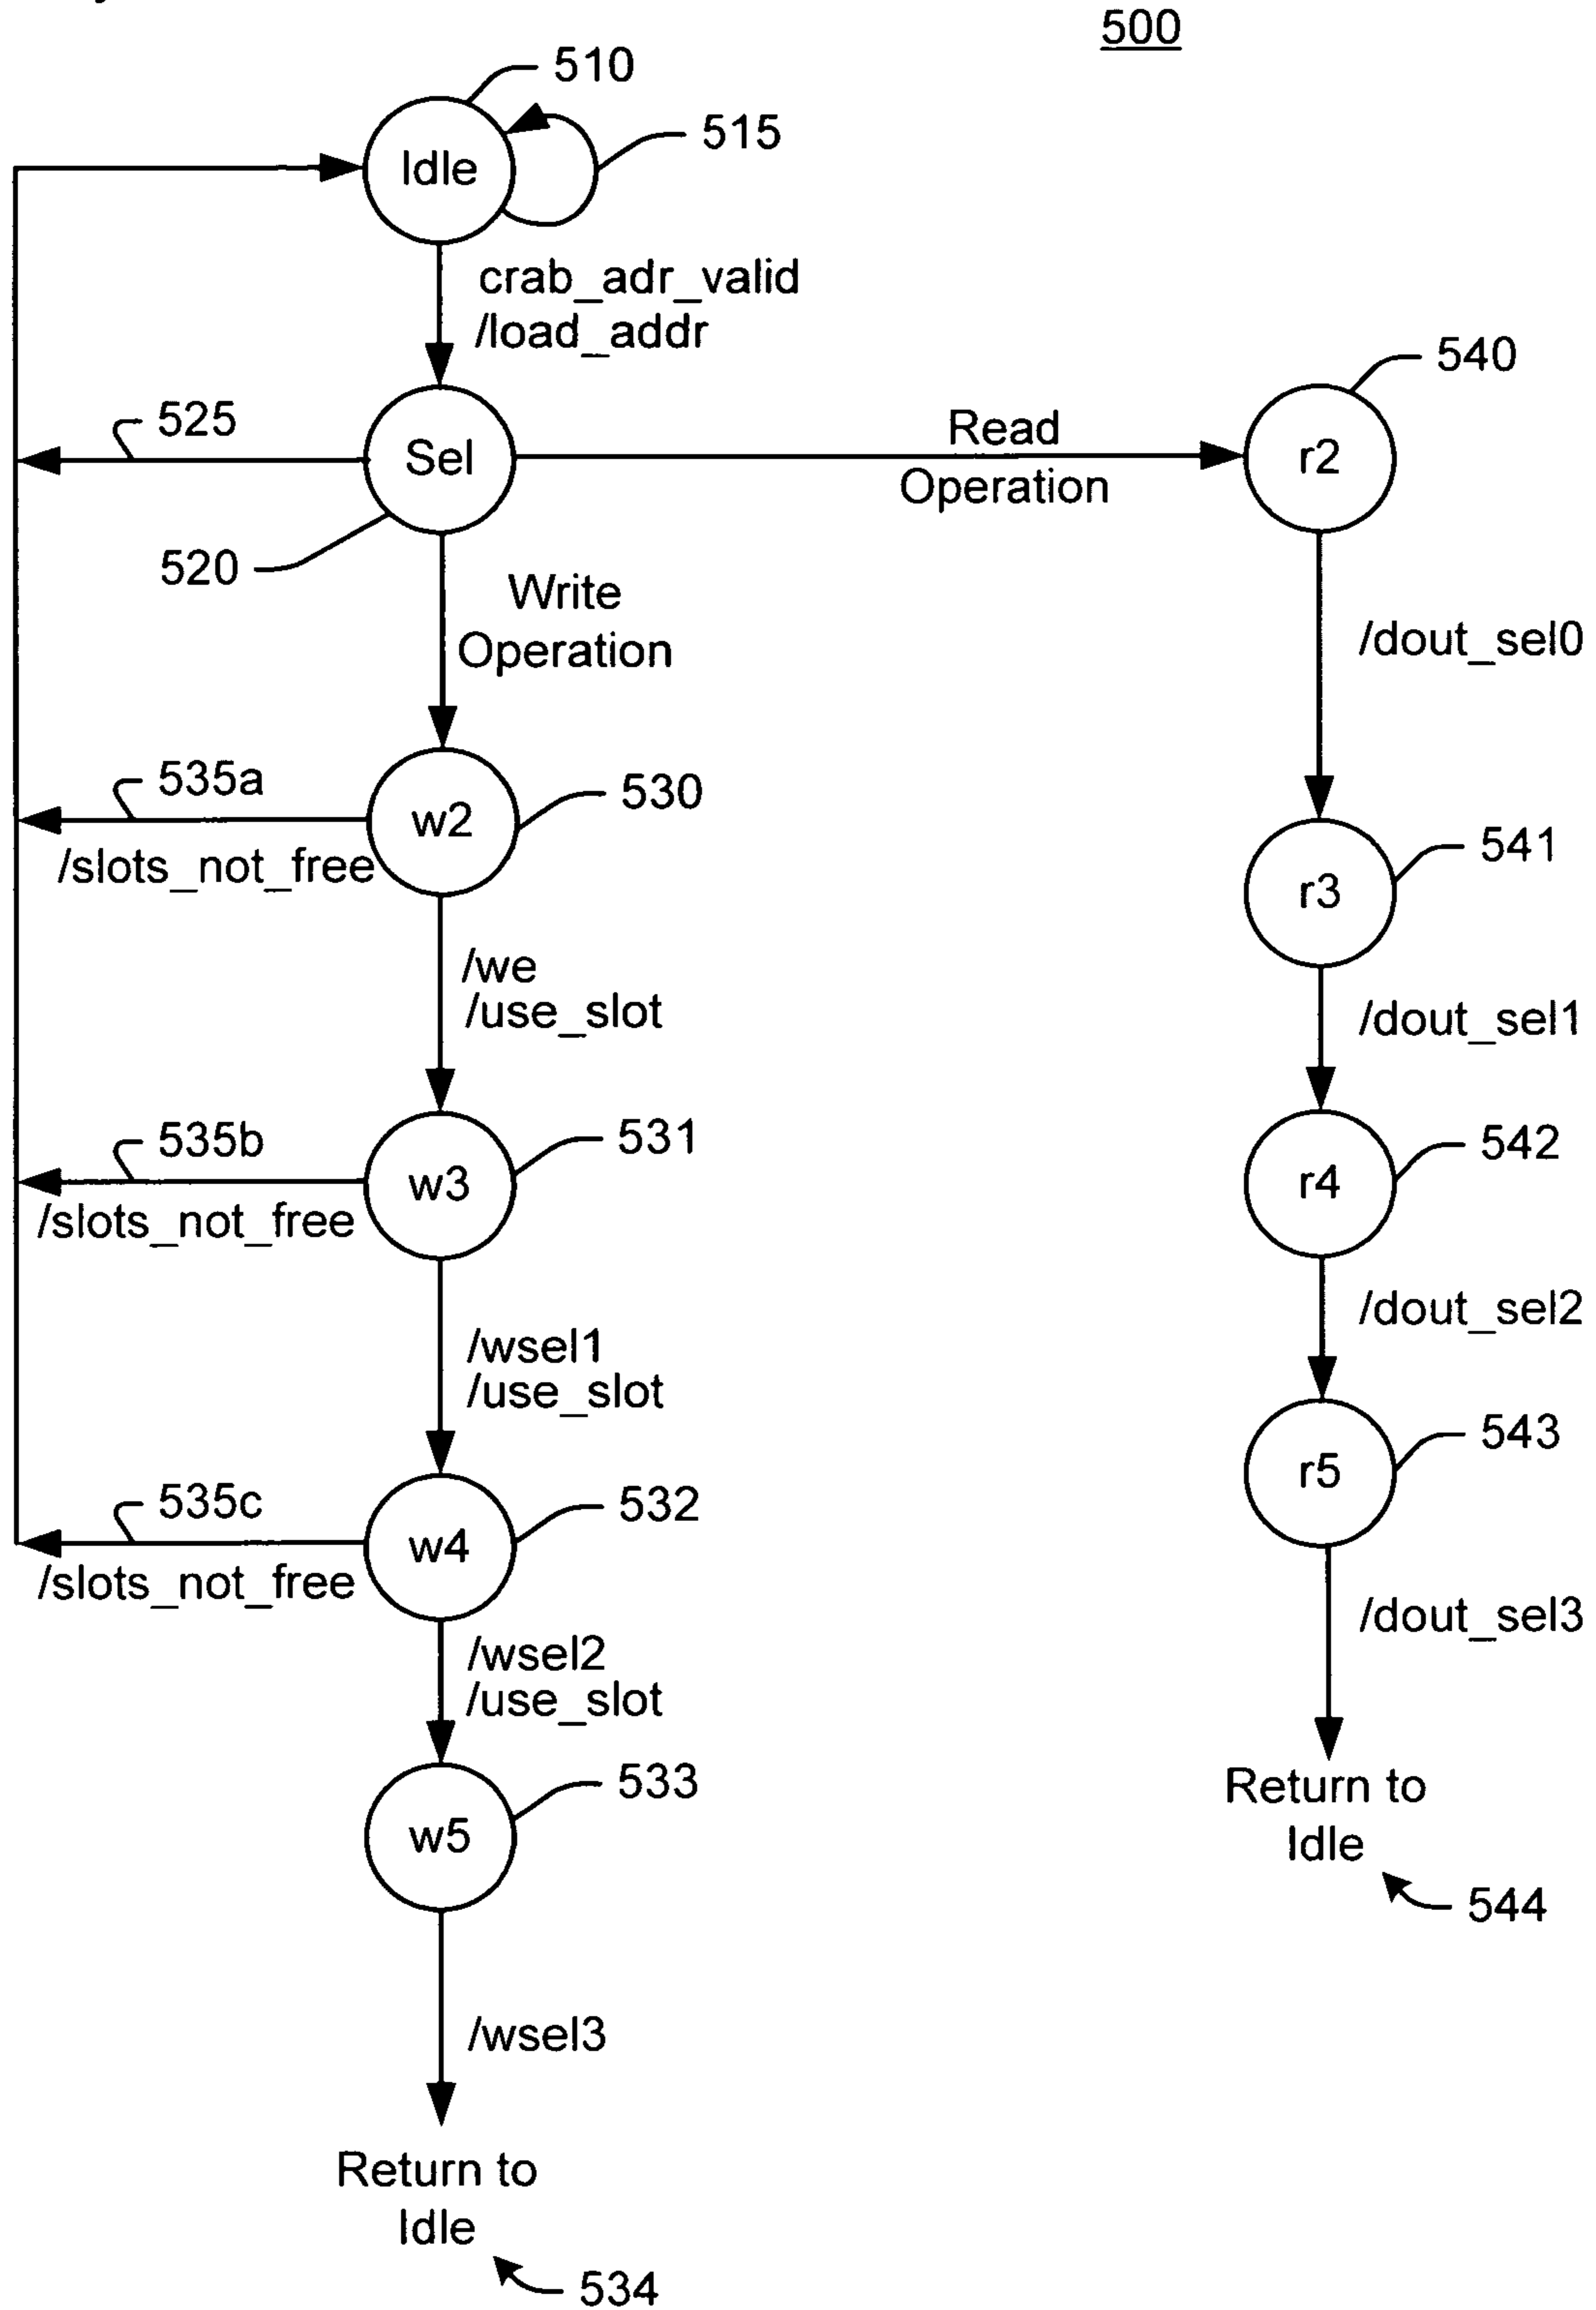 500
510
515
Idle
crab_adr_valid
/load_addr
540
525
Sel
Read
Operation
r2
520
Write
Operation
/dout_sel0
535a
w2
530
/slots_not_free
541
r3
/we
/use_slot
/dout_sel1
535b
531
w3
542
r4
/slots_not_free
/dout_sel2
/wsel1
/use_slot
543
r5
535c
532
w4
/slots_not_free
/dout_sel3
/wsel2
/use_slot
533
w5
Return to
Idle
544
/wsel3
Return to
Idle
534